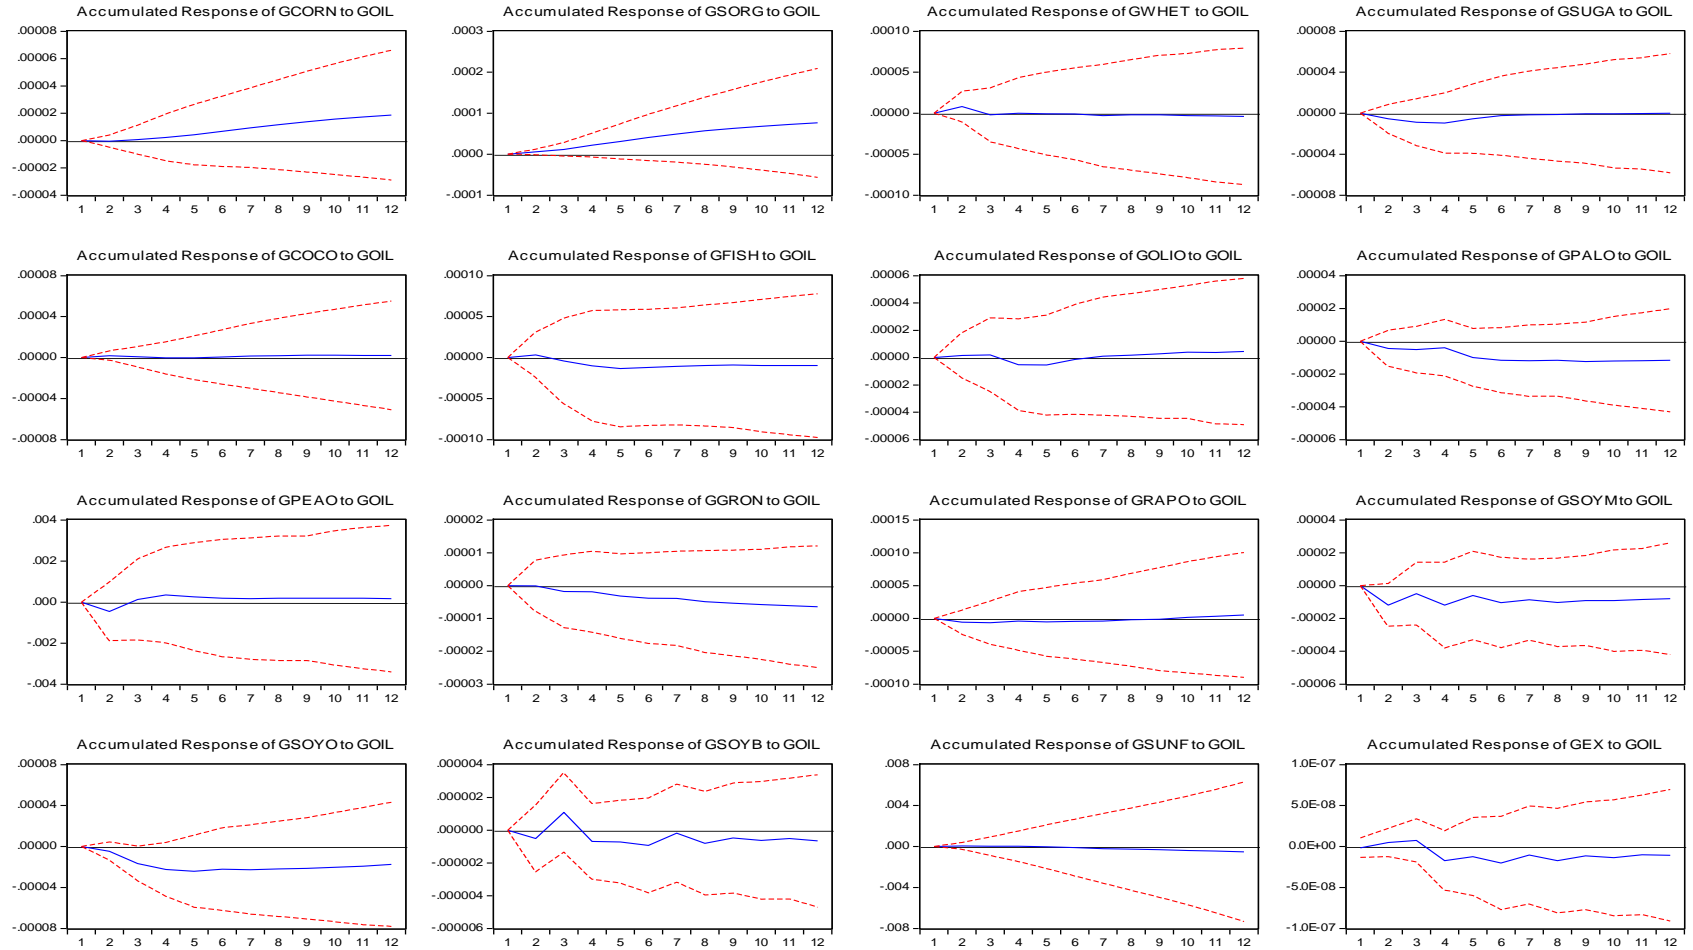 Accumulated Response of GCORN to GOIL
.00008
.00006
.00004
.00002
.00000
-.00002
-.00004
1 2 3 4 5 6 7 8 9 10 11 12
Accumulated Response of GSORG to GOIL
.0003
.0002
.0001
.0000
-.0001
1 2 3 4 5 6 7 8 9 10 11 12
Accumulated Response of GWHET to GOIL
.00010
.00005
.00000
-.00005
-.00010
1 2 3 4 5 6 7 8 9 10 11 12
Accumulated Response of GSUGA to GOIL
.00008
.00004
.00000
-.00004
-.00008
1 2 3 4 5 6 7 8 9 10 11 12
Accumulated Response of GCOCO to GOIL
.00008
.00004
.00000
-.00004
-.00008
1 2 3 4 5 6 7 8 9 10 11 12
Accumulated Response of GFISH to GOIL
.00010
.00005
.00000
-.00005
-.00010
1 2 3 4 5 6 7 8 9 10 11 12
Accumulated Response of GOLIO to GOIL
.00006
.00004
.00002
.00000
-.00002
-.00004
-.00006
1 2 3 4 5 6 7 8 9 10 11 12
Accumulated Response of GPALO to GOIL
.00004
.00002
.00000
-.00002
-.00004
-.00006
1 2 3 4 5 6 7 8 9 10 11 12
Accumulated Response of GPEAO to GOIL
.004
.002
.000
-.002
-.004
1 2 3 4 5 6 7 8 9 10 11 12
Accumulated Response of GGRON to GOIL
.00002
.00001
.00000
-.00001
-.00002
-.00003
1 2 3 4 5 6 7 8 9 10 11 12
Accumulated Response of GRAPO to GOIL
.00015
.00010
.00005
.00000
-.00005
-.00010
1 2 3 4 5 6 7 8 9 10 11 12
Accumulated Response of GSOYM to GOIL
.00004
.00002
.00000
-.00002
-.00004
-.00006
1 2 3 4 5 6 7 8 9 10 11 12
Accumulated Response of GSOYO to GOIL
.00008
.00004
.00000
-.00004
-.00008
1 2 3 4 5 6 7 8 9 10 11 12
Accumulated Response of GSOYB to GOIL
.000004
.000002
.000000
-.000002
-.000004
-.000006
1 2 3 4 5 6 7 8 9 10 11 12
Accumulated Response of GSUNF to GOIL
.008
.004
.000
-.004
-.008
1 2 3 4 5 6 7 8 9 10 11 12
Accumulated Response of GEX to GOIL
1.0E-07
5.0E-08
0.0E+00
-5.0E-08
-1.0E-07
1 2 3 4 5 6 7 8 9 10 11 12